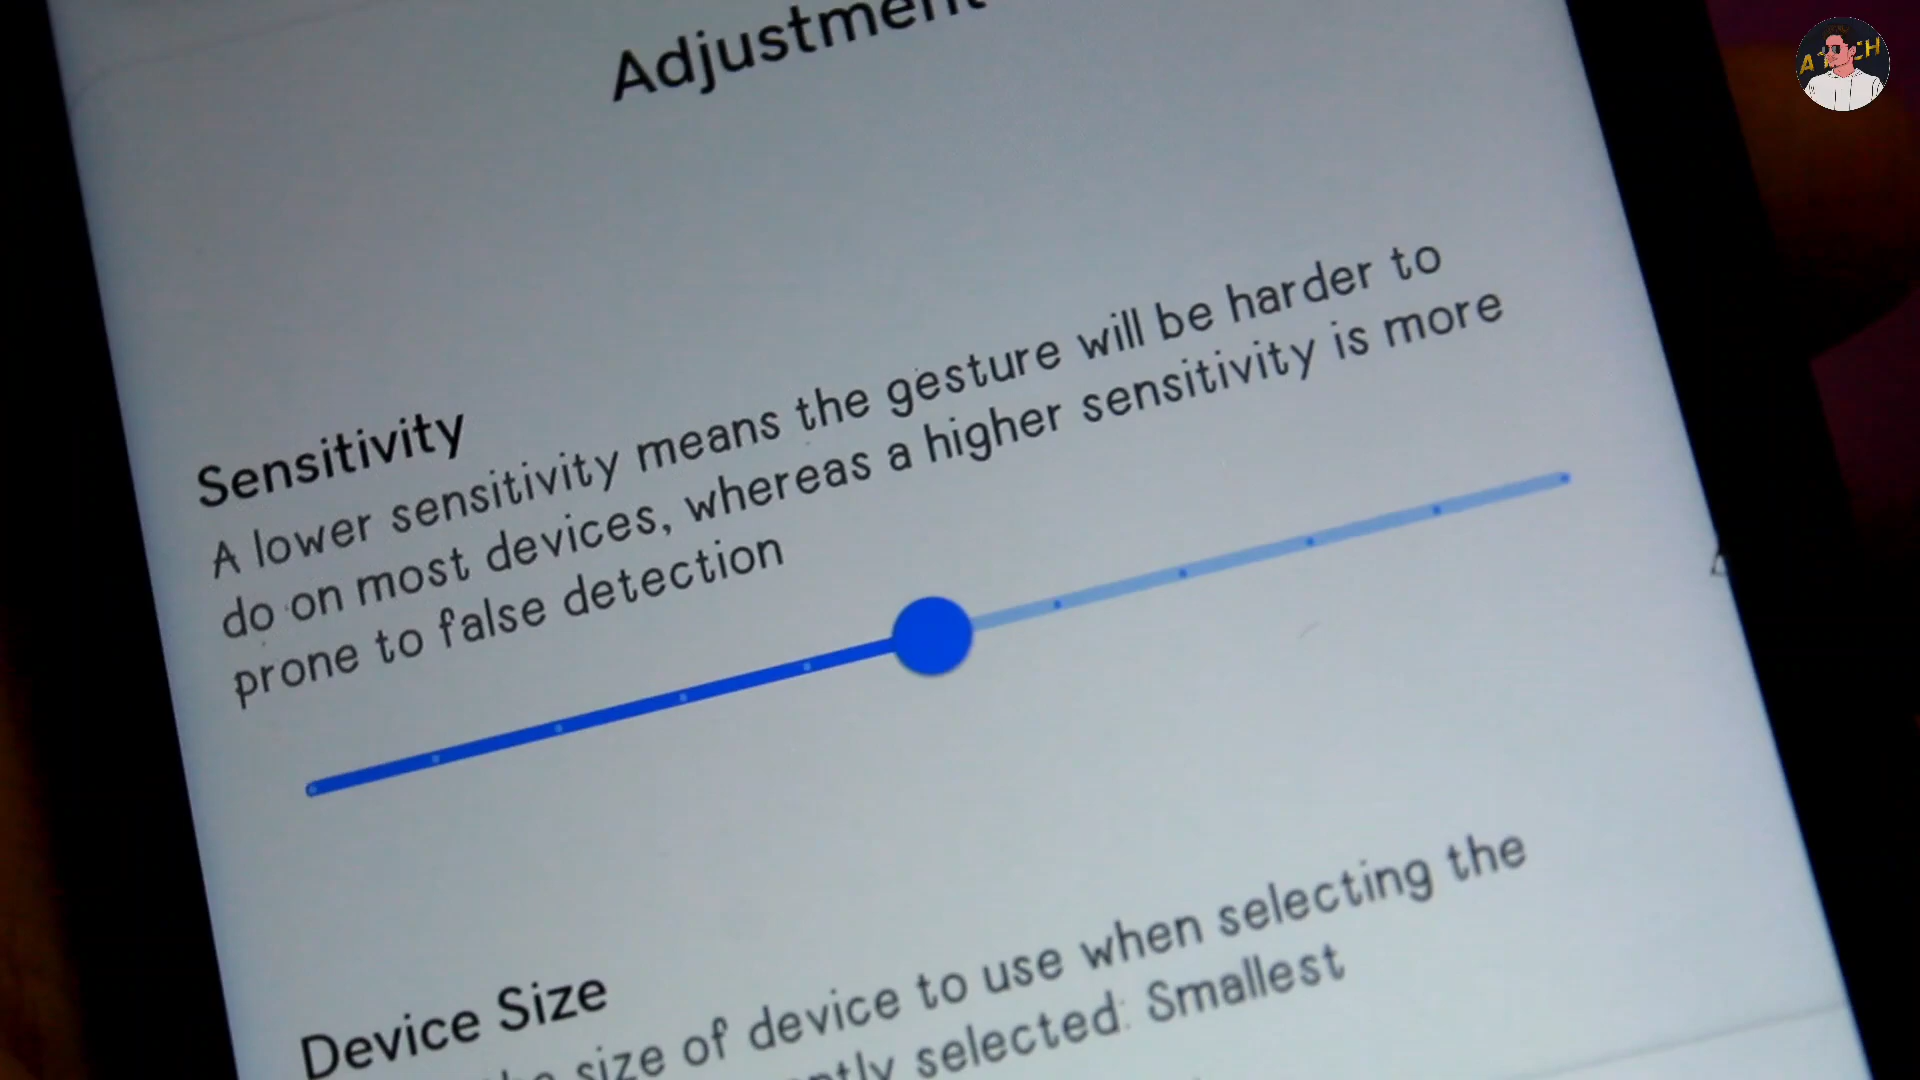 Adjustment
Sensitivity
A lower sensitivity means the gesture will be harder to
do on most devices, whereas a higher sensitivity is more
prone to false detection
Device Size
size of device to use when selecting the
selected: Smallest